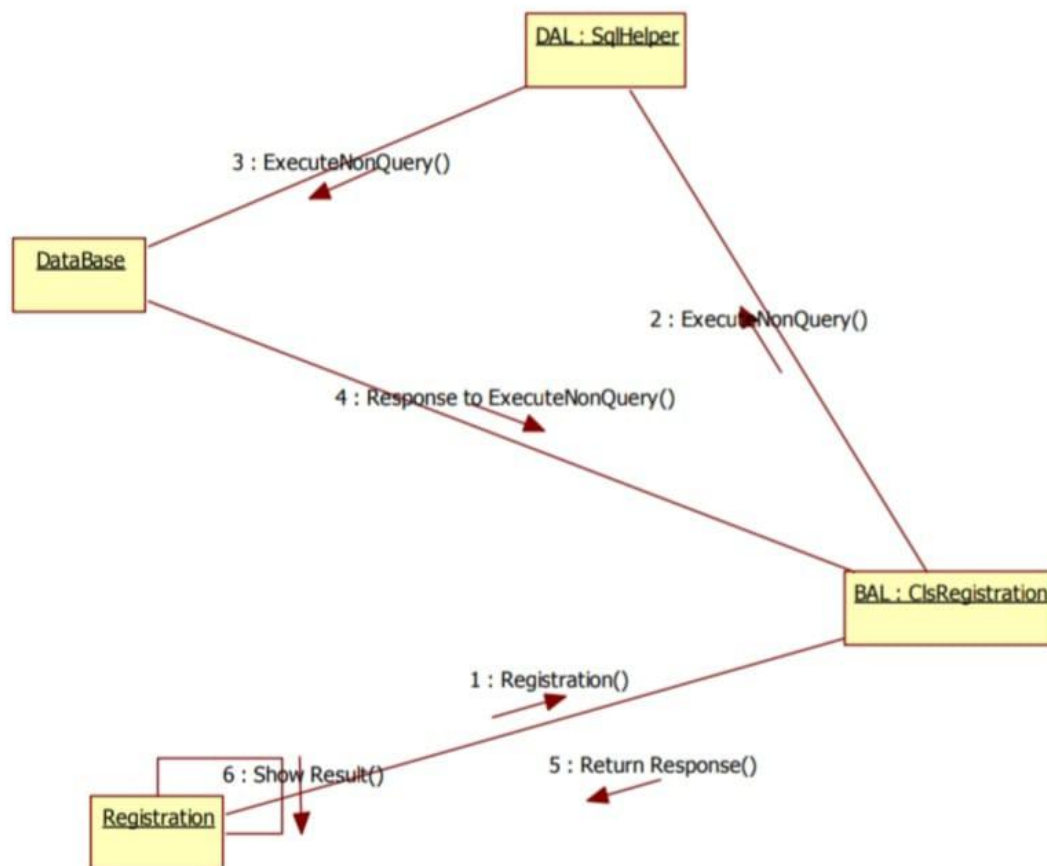 DAL : SqlHelper
3 : ExecuteNonQuery()
DataBase
2 : ExecuteNonQuery()
4 : Response to ExecuteNonQuery()
BAL : ClsRegistration
1 : Registration()
5 : Return Response()
6 : Show Result()
Registration